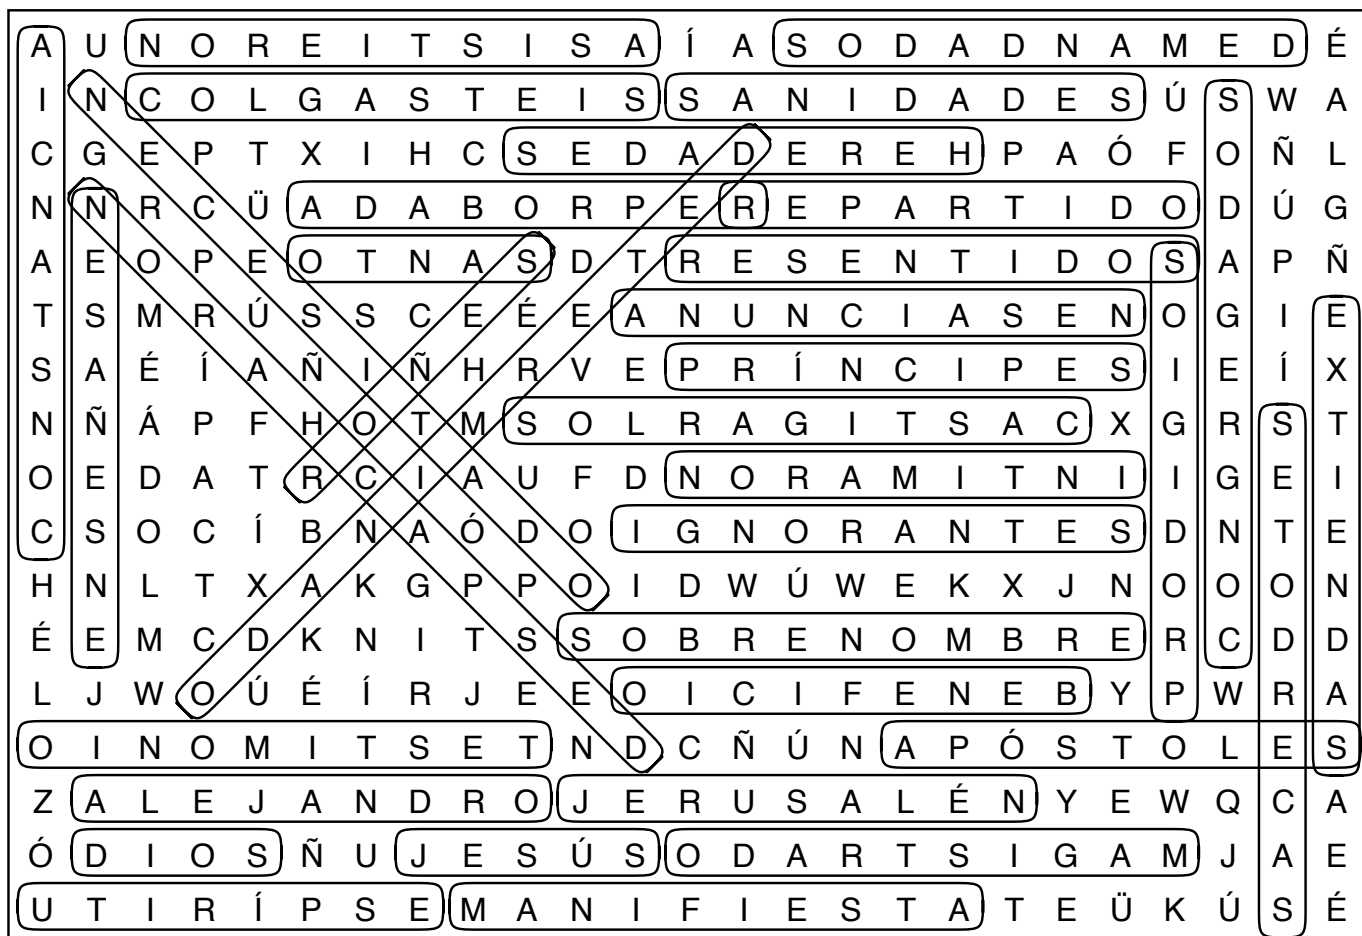 A U N O R E I T S I S A Í A S O D A D N A M E D É
I N C O L G A S T E I S S A N I D A D E S Ú S W A
C G E P T X I H C S E D A D E R E H P A Ó F O Ñ L
N N R C Ü A D A B O R P E R E P A R T I D O D Ú G
A E O P E O T N A S D T R E S E N T I D O S A P Ñ
T S M R Ú S S C E É E A N U N C I A S E N O G I E
S A É Í A Ñ I Ñ H R V E P R Í N C I P E S I E Í X
N Ñ Á P F H O T M S O L R A G I T S A C X G R S T
O E D A T R C I A U F D N O R A M I T N I I G E I
C S O C Í B N A Ó D O I G N O R A N T E S D N T E
H N L T X A K G P P O I D W Ú W E K X J N O O O N
É E M C D K N I T S S O B R E N O M B R E R C D D
L J W O Ú É Í R J E E O I C I F E N E B Y P W R A
O I N O M I T S E T N D C Ñ Ú N A P Ó S T O L E S
Z A L E J A N D R O J E R U S A L É N Y E W Q C A
Ó D I O S Ñ U J E S Ú S O D A R T S I G A M J A E
U T I R Í P S E M A N I F I E S T A T E Ü K Ú S É